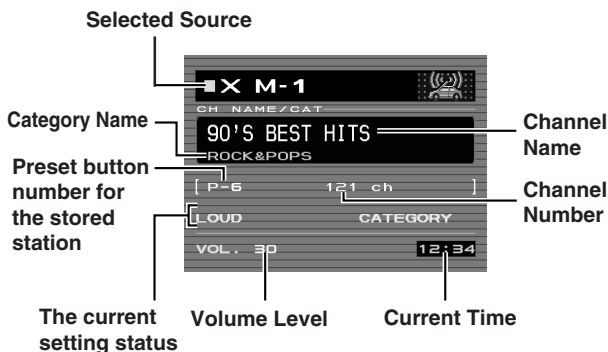 Selected Source
X M-1
CH NAME/CAT
90'S BEST HITS
ROCK&POPS
[ P-6 121 ch ]
LOUD CATEGORY
VOL. 30 12:34
Category Name
Preset button
number for
the stored
station
Channel
Name
Channel
Number
The current
setting status
Volume Level
Current Time